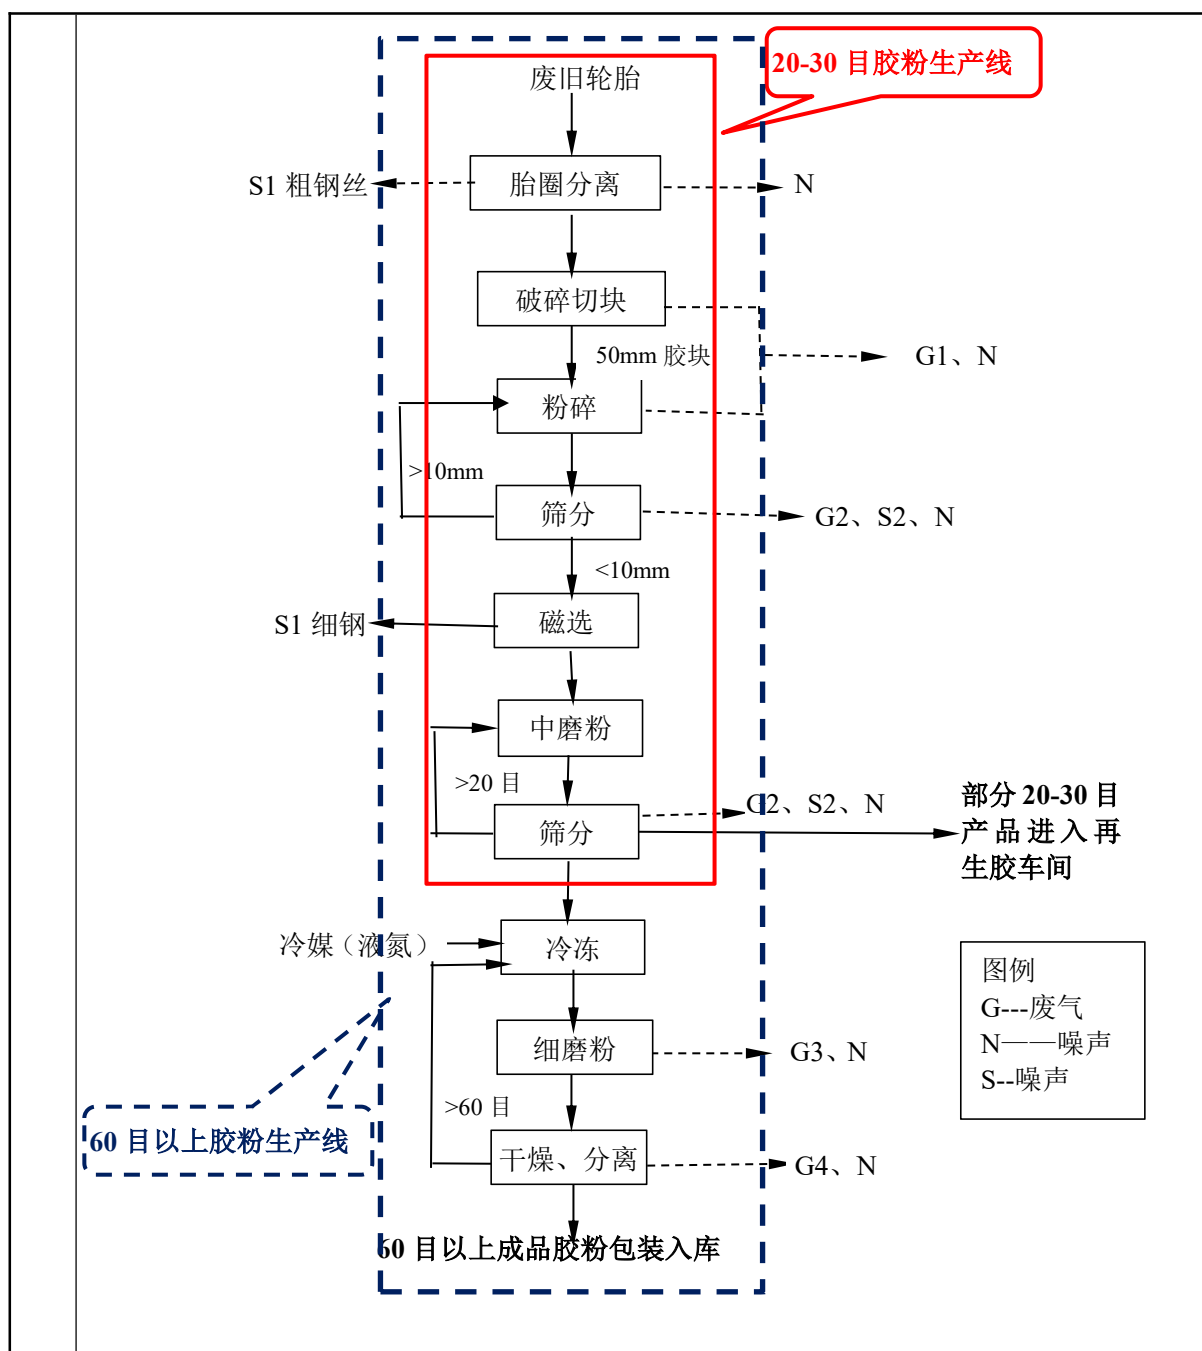 20-30 目胶粉生产线
废旧轮胎
S1 粗钢丝
胎圈分离
N
破碎切块
50mm 胶块
G1、N
粉碎
>10mm
筛分
G2、S2、N
<10mm
S1 细钢
磁选
中磨粉
>20 目
G2、S2、N
筛分
部分 20-30 目
产品进入再
生胶车间
冷媒（液氮）
冷冻
图例
G---废气
N——噪声
S--噪声
细磨粉
G3、N
>60 目
60 目以上胶粉生产线
干燥、分离
G4、N
60 目以上成品胶粉包装入库